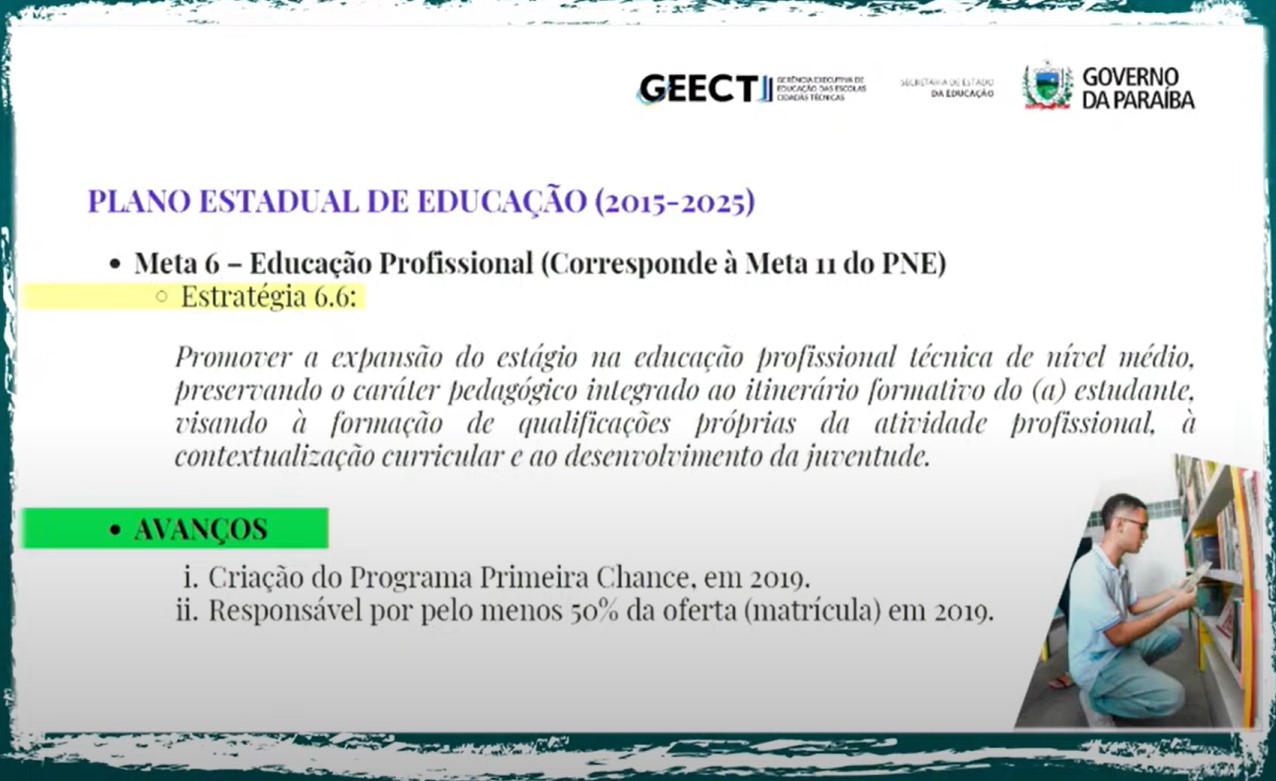 GEECT
GERÊNCIA EXECUTIVA DE
EDUCAÇÃO DAS ESCOLAS
CIDADÃS TÉCNICAS
SECRETARIA DE ESTADO
DA EDUCAÇÃO
GOVERNO
DA PARAÍBA
PLANO ESTADUAL DE EDUCAÇÃO (2015-2025)
• Meta 6 – Educação Profissional (Corresponde à Meta 11 do PNE)
○ Estratégia 6.6:
Promover a expansão do estágio na educação profissional técnica de nível médio,
preservando o caráter pedagógico integrado ao itinerário formativo do (a) estudante,
visando à formação de qualificações próprias da atividade profissional, à
contextualização curricular e ao desenvolvimento da juventude.
• AVANÇOS
i. Criação do Programa Primeira Chance, em 2019.
ii. Responsável por pelo menos 50% da oferta (matrícula) em 2019.